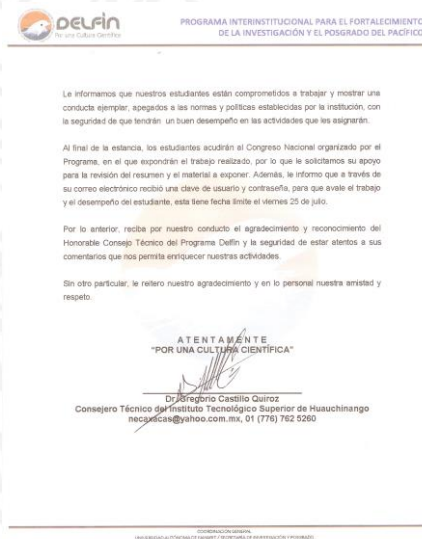 DELFÍN
Por una Cultura Científica
PROGRAMA INTERINSTITUCIONAL PARA EL FORTALECIMIENTO
DE LA INVESTIGACIÓN Y EL POSGRADO DEL PACÍFICO
Le informamos que nuestros estudiantes están comprometidos a trabajar y mostrar una
conducta ejemplar, apegados a las normas y políticas establecidas por la institución, con
la seguridad de que tendrán un buen desempeño en las actividades que les asignarán.
Al final de la estancia, los estudiantes acudirán al Congreso Nacional organizado por el
Programa, en el que expondrán el trabajo realizado, por lo que le solicitamos su apoyo
para la revisión del resumen y el material a exponer. Además, le informo que a través de
su correo electrónico recibió una clave de usuario y contraseña, para que avale el trabajo
y el desempeño del estudiante, esta tiene fecha límite el viernes 25 de julio.
Por lo anterior, reciba por nuestro conducto el agradecimiento y reconocimiento del
Honorable Consejo Técnico del Programa Delfín y la seguridad de estar atentos a sus
comentarios que nos permita enriquecer nuestras actividades.
Sin otro particular, le reitero nuestro agradecimiento y en lo personal nuestra amistad y
respeto.
ATENTAMENTE
"POR UNA CULTURA CIENTÍFICA"
Dr. Gregorio Castillo Quiroz
Consejero Técnico del Instituto Tecnológico Superior de Huauchinango
necaxacas@yahoo.com.mx, 01 (776) 762 5260
COORDINACIÓN GENERAL
UNIVERSIDAD AUTÓNOMA DE NAYARIT / SECRETARÍA DE INVESTIGACIÓN Y POSGRADO